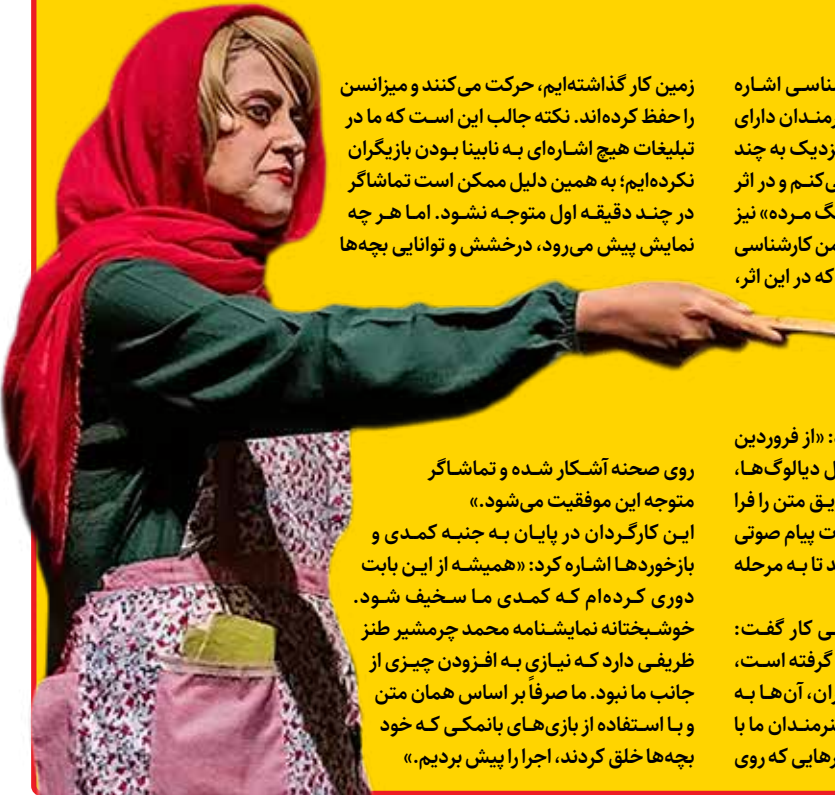 ناسی اشاره
رمندان دارای
زدیک به چند
ی‌کنم و در اثر
گ مرده» نیز
من کارشناسی
که در این اثر،
: «از فروردین
ل دیالوگ‌ها،
یق متن را فرا
ت پیام صوتی
د تا به مرحله
ی کار گفت:
گرفته است،
ران، آن‌ها به
نرمندان ما با
رهایی که روی
زمین کار گذاشته‌ایم، حرکت می‌کنند و میزانسن
را حفظ کرده‌اند. نکته جالب این است که ما در
تبلیغات هیچ اشاره‌ای به نابینا بودن بازیگران
نکرده‌ایم؛ به همین دلیل ممکن است تماشاگر
در چند دقیقه اول متوجه نشود. اما هر چه
نمایش پیش می‌رود، درخشش و توانایی بچه‌ها
روی صحنه آشکار شده و تماشاگر
متوجه این موفقیت می‌شود.»
این کارگردان در پایان به جنبه کمدی و
بازخوردها اشاره کرد: «همیشه از این بابت
دوری کرده‌ام که کمدی ما سخیف شود.
خوشبختانه نمایشنامه محمد چرمشیر طنز
ظریفی دارد که نیازی به افزودن چیزی از
جانب ما نبود. ما صرفاً بر اساس همان متن
و با استفاده از بازی‌های بانمکی که خود
بچه‌ها خلق کردند، اجرا را پیش بردیم.»